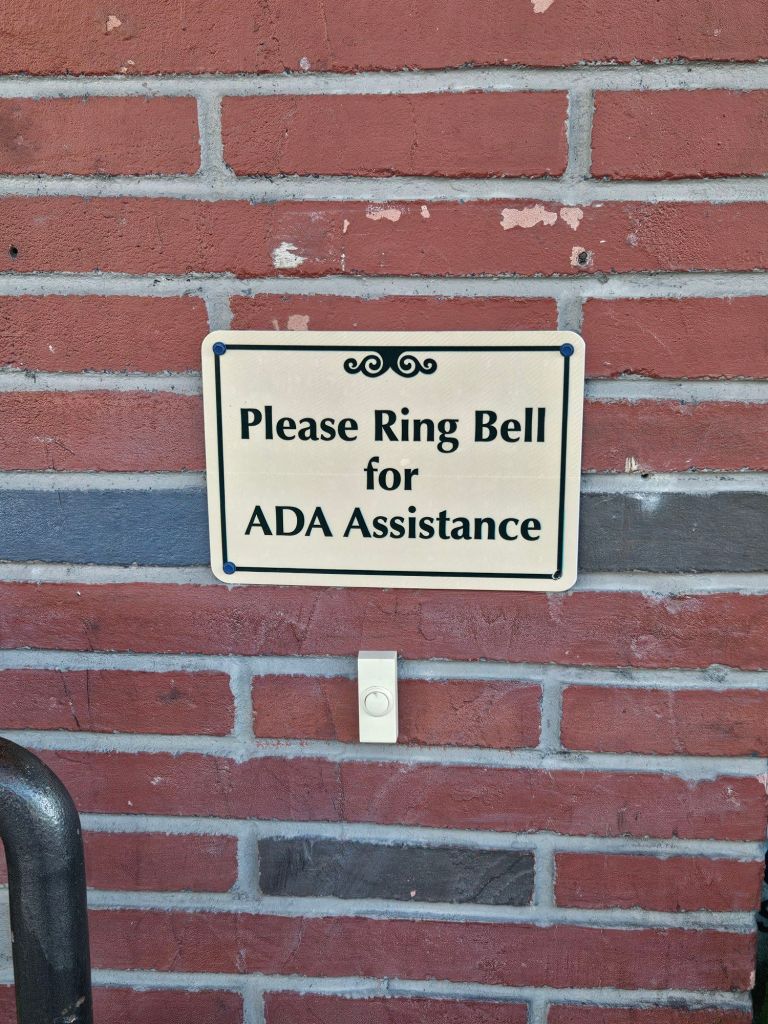 Please Ring Bell
for
ADA Assistance